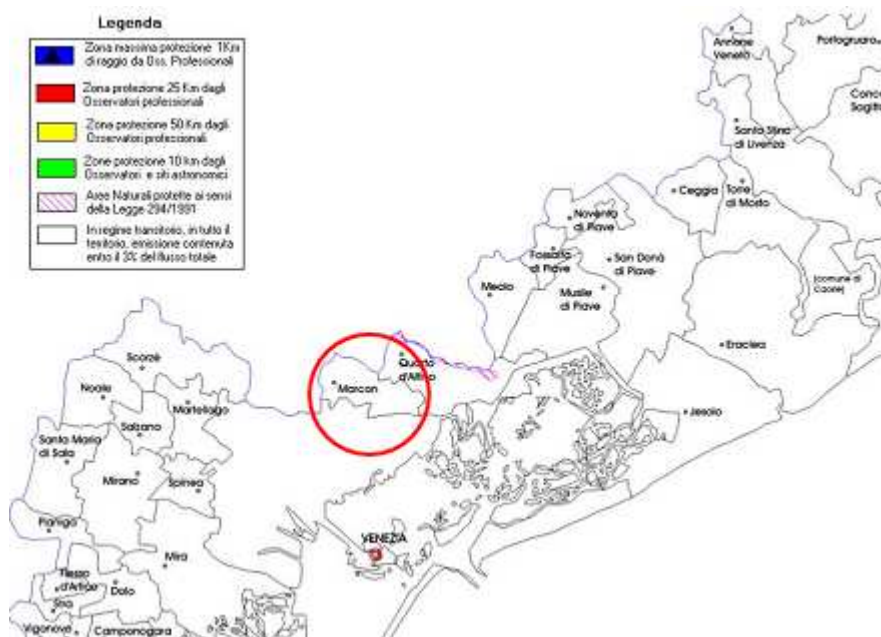 Legenda
Zona massima protezione 1Km
di raggio da Oss. Professionali
Zona protezione 25 Km dagli
Osservatori professionali
Zona protezione 50 Km dagli
Osservatori professionali
Zone protezione 10 km dagli
Osservatori e siti astronomici
Aree Naturali protette ai sensi
della Legge 294/1991
In regime transitorio, in tutto il
territorio, emissione contenuta
entro il 3% del flusso totale
Annone
Veneto
Portogruaro
Santo Stino
di Livenza
Ceggia
Torre
di Mosto
Noventa
di Piave
Fossalta
di Piave
San Donà
di Piave
Meolo
Musile
di Piave
(comune di
Caorle)
Eraclea
Jesolo
Quarto
d'Altino
Marcon
Scorzè
Noale
Martellago
Salzano
Santa Maria
di Sala
Mirano
Spinea
Pianiga
VENEZIA
Mira
Fiesso
d'Artico
Dolo
Stra
Vigonovo
Camponogara